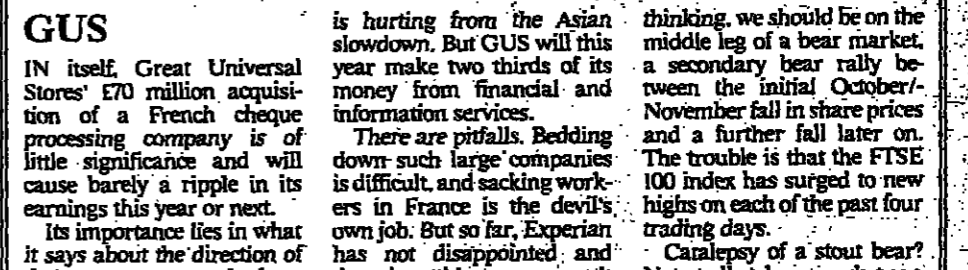 GUS
IN itself, Great Universal
Stores' £70 million acquisi-
tion of a French cheque
processing company is of
little significance and will
cause barely a ripple in its
earnings this year or next.
Its importance lies in what
it says about the direction of
is hurting from the Asian
slowdown. But GUS will this
year make two thirds of its
money from financial and
information services.
There are pitfalls. Bedding
down such large companies
is difficult, and sacking work-
ers in France is the devil's
own job. But so far, Experian
has not disappointed and
thinking, we should be on the
middle leg of a bear market,
a secondary bear rally be-
tween the initial October/-
November fall in share prices
and a further fall later on.
The trouble is that the FTSE
100 index has surged to new
highs on each of the past four
trading days.
Catalepsy of a stout bear?